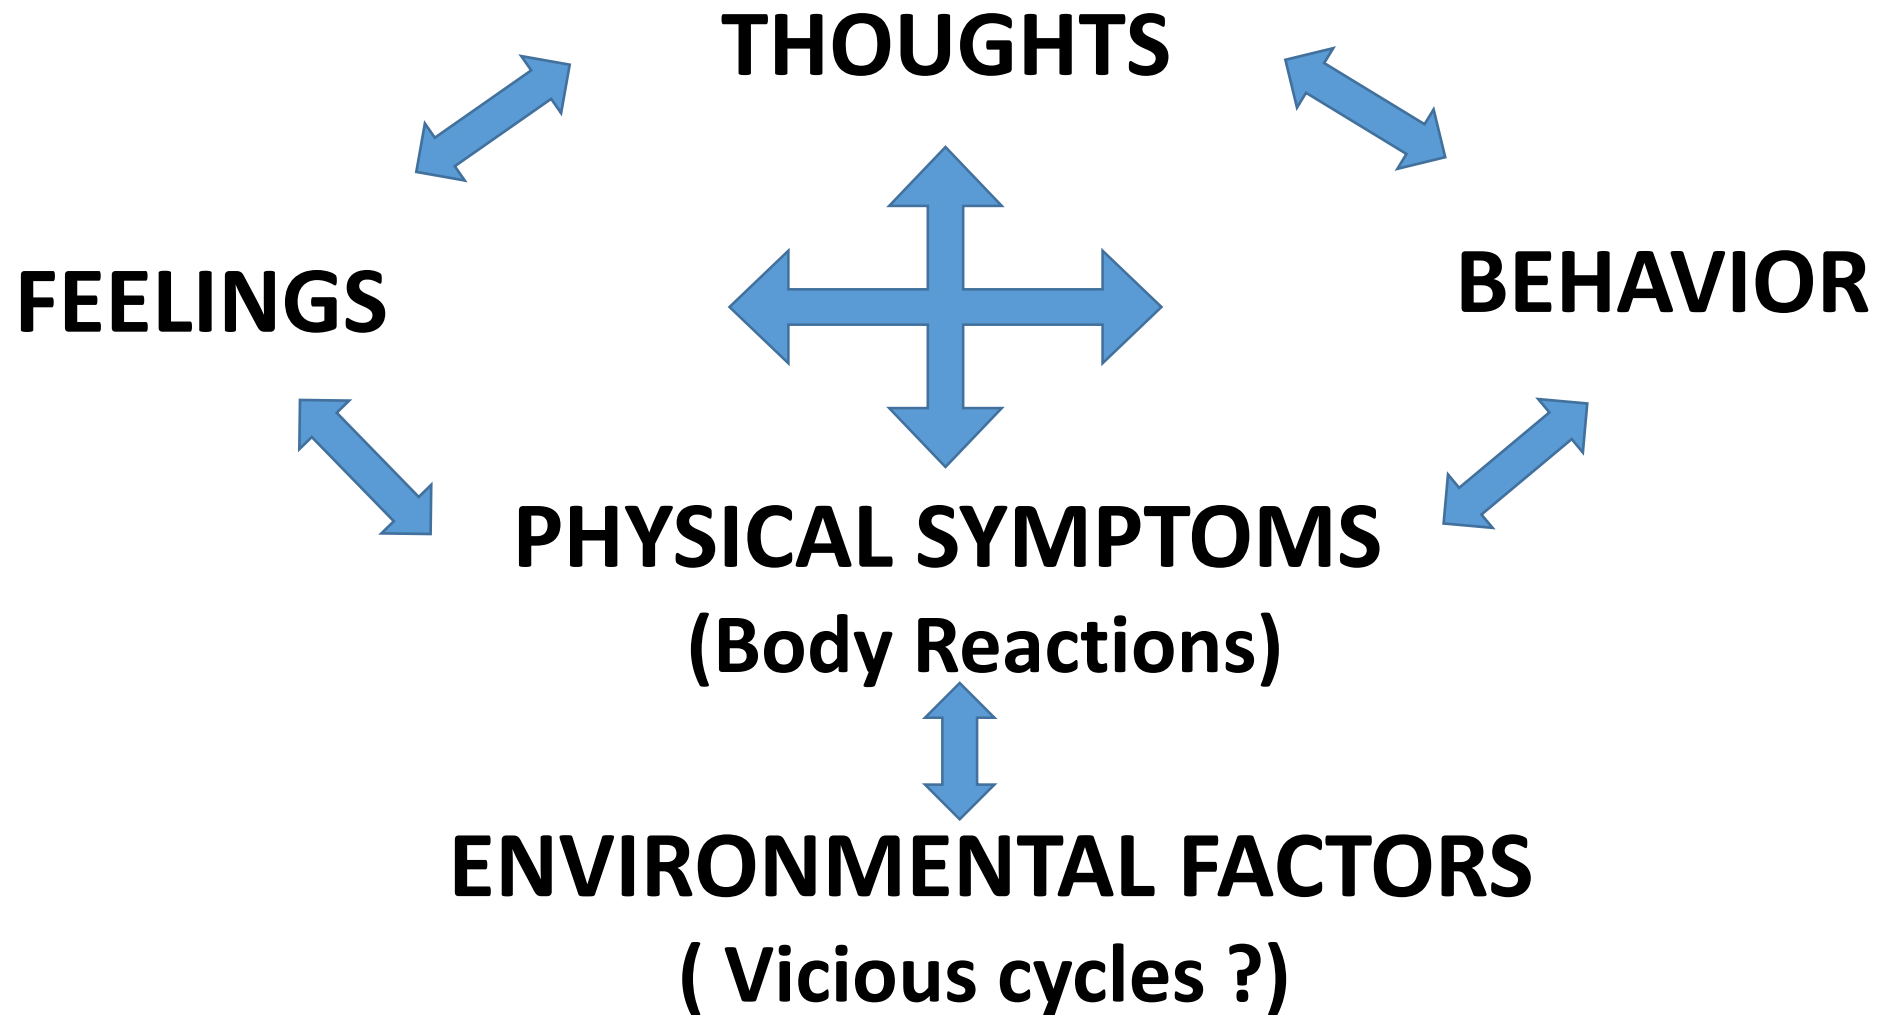 THOUGHTS
FEELINGS
BEHAVIOR
PHYSICAL SYMPTOMS
(Body Reactions)
ENVIRONMENTAL FACTORS
( Vicious cycles ?)